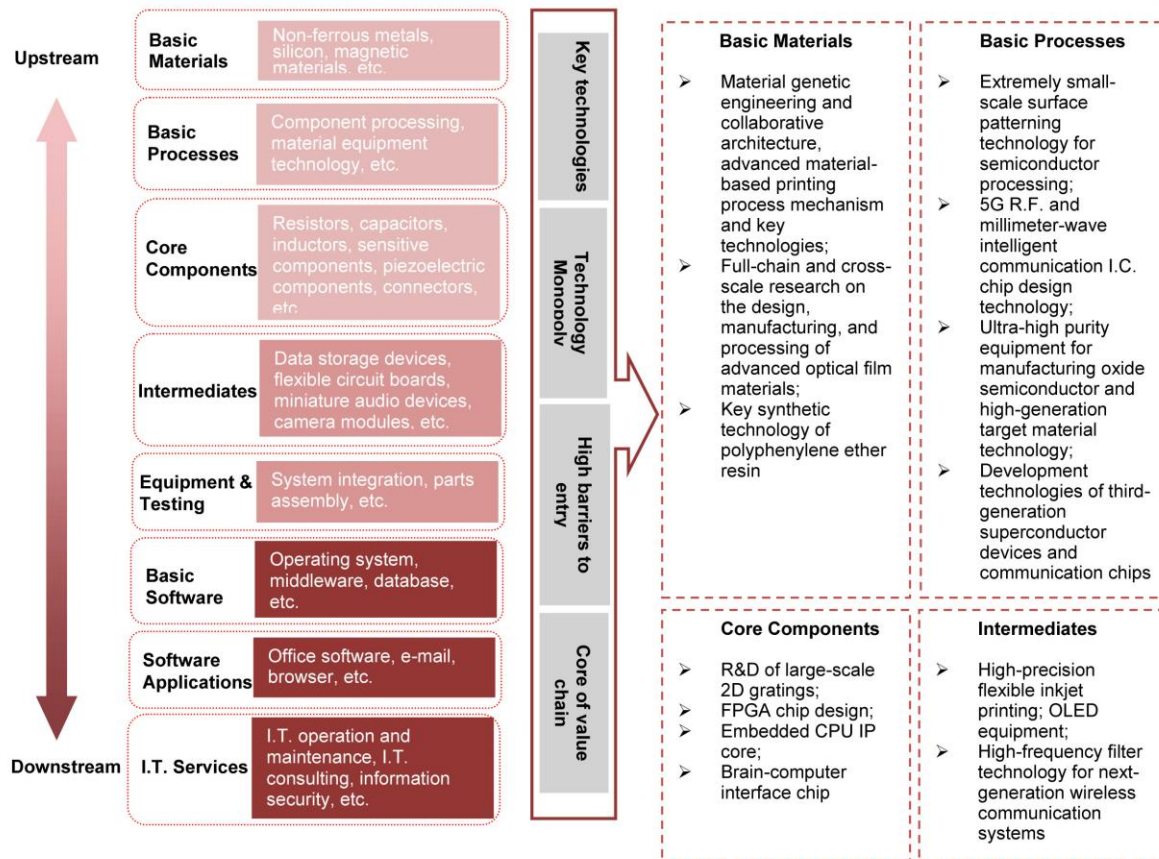 Upstream
Downstream
Basic
Materials
Non-ferrous metals,
silicon, magnetic
materials, etc.
Basic
Processes
Component processing,
material equipment
technology, etc.
Core
Components
Resistors, capacitors,
inductors, sensitive
components, piezoelectric
components, connectors,
etc
Intermediates
Data storage devices,
flexible circuit boards,
miniature audio devices,
camera modules, etc.
Equipment &
Testing
System integration, parts
assembly, etc.
Basic
Software
Operating system,
middleware, database,
etc.
Software
Applications
Office software, e-mail,
browser, etc.
I.T. Services
I.T. operation and
maintenance, I.T.
consulting, information
security, etc.
Key technologies
Technology
Monopoly
High barriers to
entry
Core of value
chain
Basic Materials
➢ Material genetic
engineering and
collaborative
architecture,
advanced material-
based printing
process mechanism
and key
technologies;
➢ Full-chain and cross-
scale research on
the design,
manufacturing, and
processing of
advanced optical film
materials;
➢ Key synthetic
technology of
polyphenylene ether
resin
Basic Processes
➢ Extremely small-
scale surface
patterning
technology for
semiconductor
processing;
➢ 5G R.F. and
millimeter-wave
intelligent
communication I.C.
chip design
technology;
➢ Ultra-high purity
equipment for
manufacturing oxide
semiconductor and
high-generation
target material
technology;
➢ Development
technologies of third-
generation
superconductor
devices and
communication chips
Core Components
➢ R&D of large-scale
2D gratings;
➢ FPGA chip design;
➢ Embedded CPU IP
core;
➢ Brain-computer
interface chip
Intermediates
➢ High-precision
flexible inkjet
printing; OLED
equipment;
➢ High-frequency filter
technology for next-
generation wireless
communication
systems